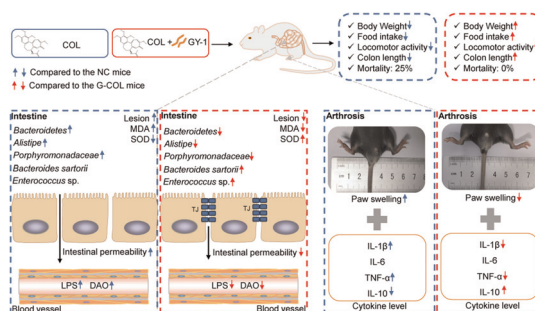 COL
COL + GY-1
↑ ↓ Compared to the NC mice
↑ ↓ Compared to the G-COL mice
✓ Body Weight↓
✓ Food intake↓
✓ Locomotor activity↓
✓ Colon length↓
✓ Mortality: 25%
✓ Body Weight↑
✓ Food intake↑
✓ Locomotor activity↑
✓ Colon length↑
✓ Mortality: 0%
Intestine
Lesion ↑
MDA↑
SOD↓
Bacteroidetes↑
Alistipe↑
Porphyromonadaceae↑
Bacteroides sartorii
Enterococcus sp.
Intestinal permeability↑
LPS↑ DAO↑
Blood vessel
Intestine
Lesion ↓
MDA↓
SOD↑
Bacteroidetes↓
Alistipe↓
Porphyromonadaceae↓
Bacteroides sartorii↑
Enterococcus sp.↑
TJ
TJ
Intestinal permeability↓
LPS↓ DAO↓
Blood vessel
Arthrosis
Paw swelling↑
IL-1β↑
IL-6
TNF-α↑
IL-10↓
Cytokine level
Arthrosis
Paw swelling↓
IL-1β↓
IL-6
TNF-α↓
IL-10↑
Cytokine level